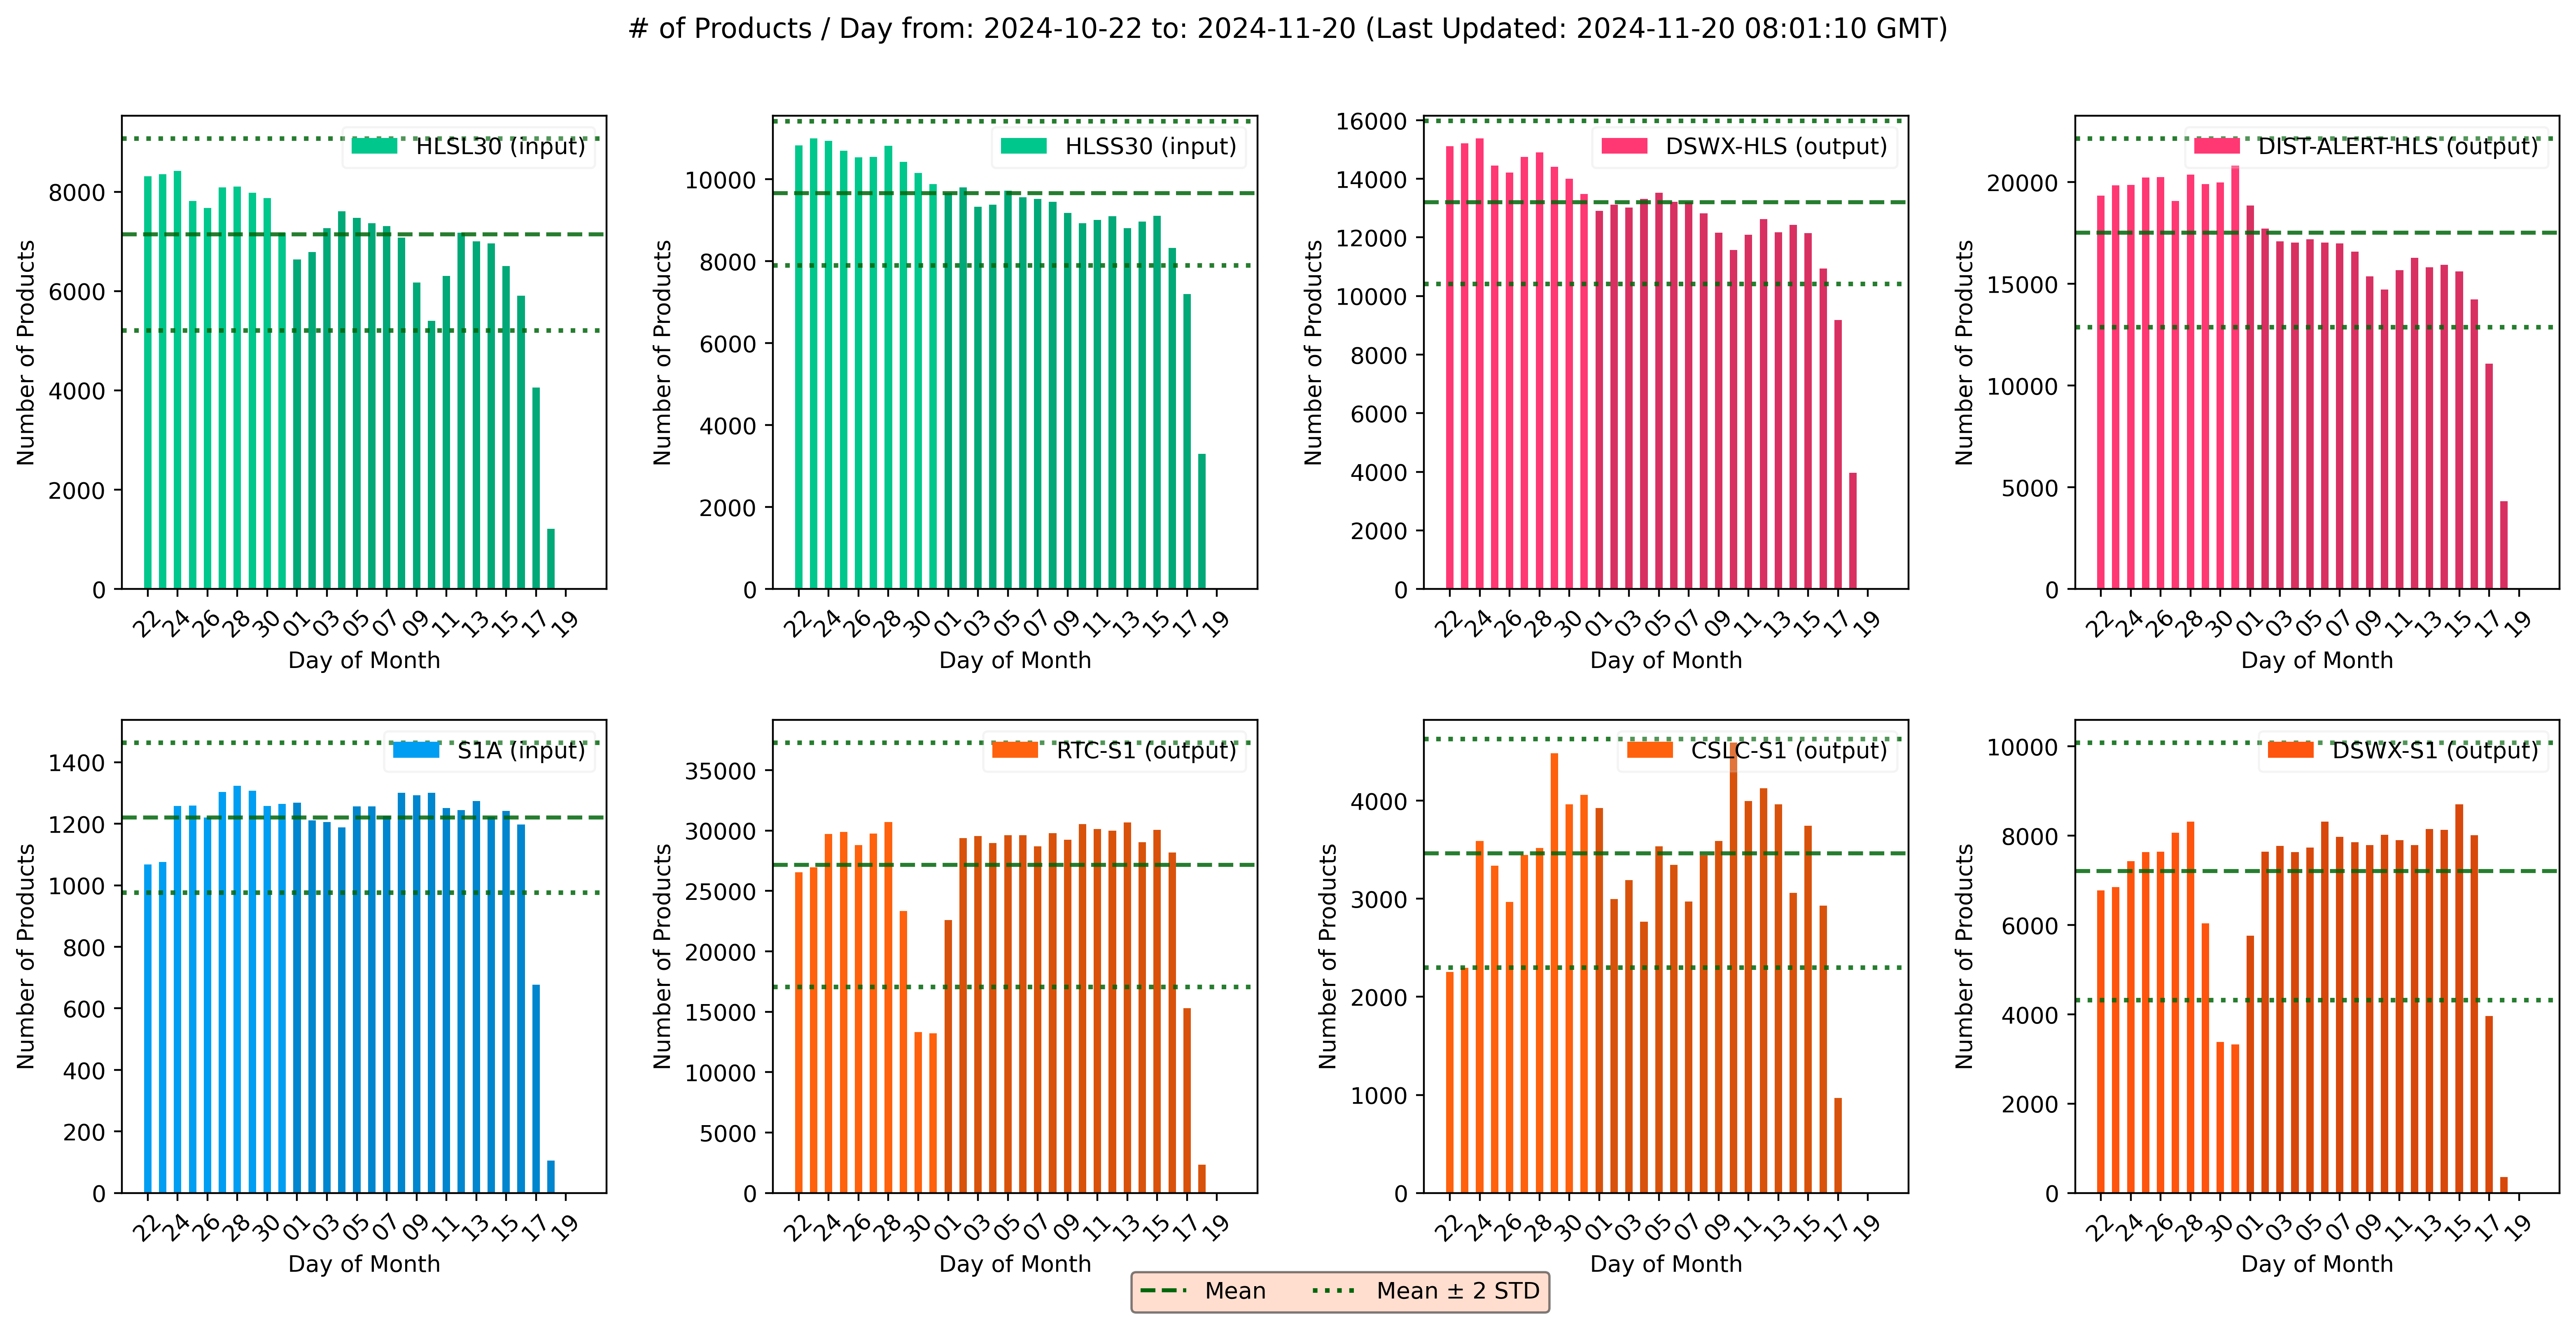 # of Products / Day from: 2024-10-22 to: 2024-11-20 (Last Updated: 2024-11-20 08:01:10 GMT)
HLSL30 (input)
Number of Products
8000
6000
4000
2000
0
22 24 26 28 30 01 03 05 07 09 11 13 15 17 19
Day of Month
HLSS30 (input)
Number of Products
10000
8000
6000
4000
2000
0
22 24 26 28 30 01 03 05 07 09 11 13 15 17 19
Day of Month
DSWX-HLS (output)
Number of Products
16000
14000
12000
10000
8000
6000
4000
2000
0
22 24 26 28 30 01 03 05 07 09 11 13 15 17 19
Day of Month
DIST-ALERT-HLS (output)
Number of Products
20000
15000
10000
5000
0
22 24 26 28 30 01 03 05 07 09 11 13 15 17 19
Day of Month
S1A (input)
Number of Products
1400
1200
1000
800
600
400
200
0
22 24 26 28 30 01 03 05 07 09 11 13 15 17 19
Day of Month
RTC-S1 (output)
Number of Products
35000
30000
25000
20000
15000
10000
5000
0
22 24 26 28 30 01 03 05 07 09 11 13 15 17 19
Day of Month
CSLC-S1 (output)
Number of Products
4000
3000
2000
1000
0
22 24 26 28 30 01 03 05 07 09 11 13 15 17 19
Day of Month
DSWX-S1 (output)
Number of Products
10000
8000
6000
4000
2000
0
22 24 26 28 30 01 03 05 07 09 11 13 15 17 19
Day of Month
Mean
Mean ± 2 STD